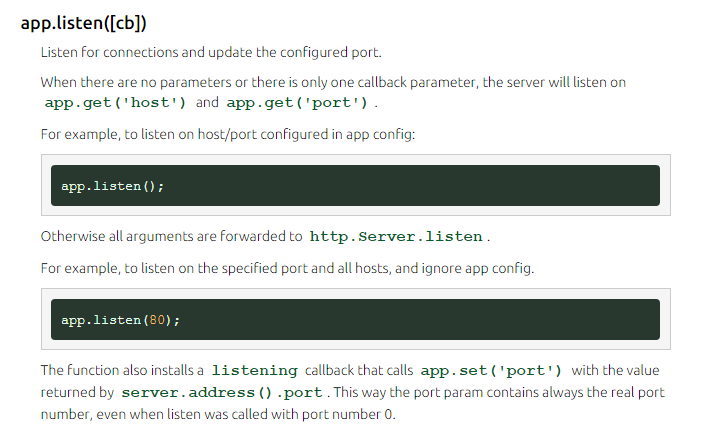 app.listen([cb])
Listen for connections and update the configured port.
When there are no parameters or there is only one callback parameter, the server will listen on
app.get('host') and app.get('port') .
For example, to listen on host/port configured in app config:
app.listen();
Otherwise all arguments are forwarded to http.Server.listen .
For example, to listen on the specified port and all hosts, and ignore app config.
app.listen(80);
The function also installs a listening callback that calls app.set('port') with the value
returned by server.address().port . This way the port param contains always the real port
number, even when listen was called with port number 0.